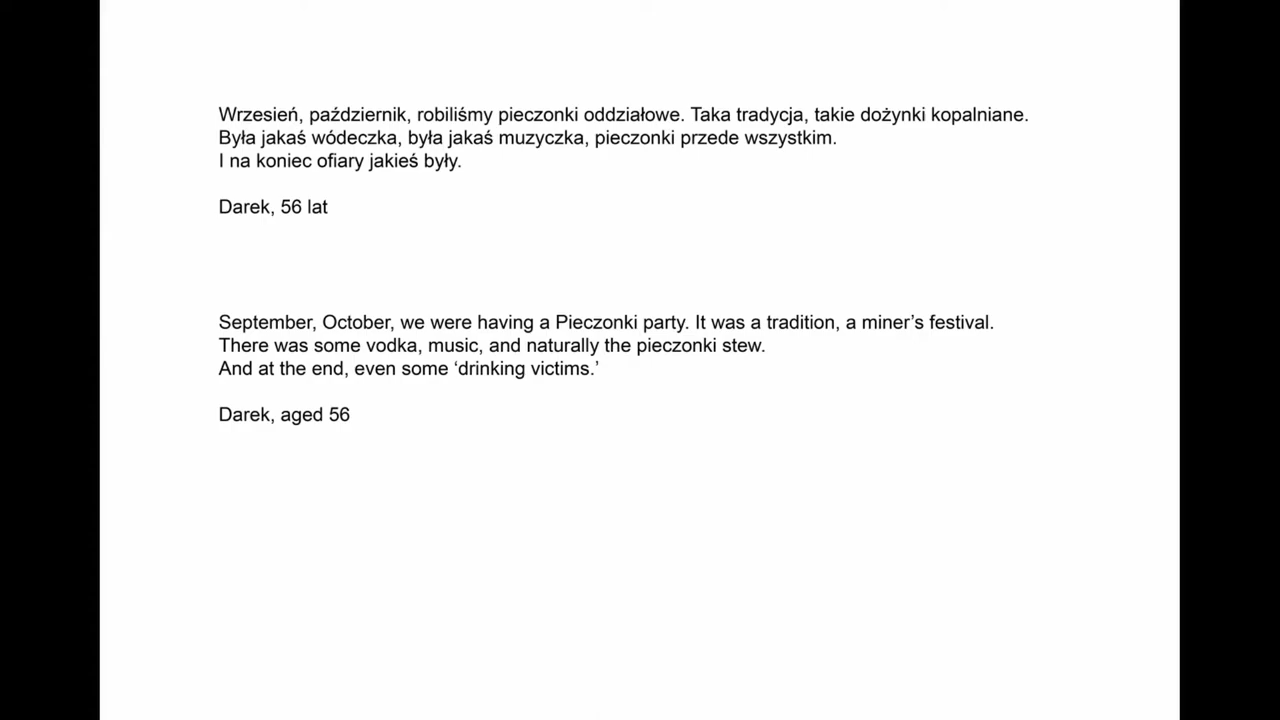 Wrzesień, październik, robiliśmy pieczonki oddziałowe. Taka tradycja, takie dożynki kopalniane.
Była jakaś wódeczka, była jakaś muzyczka, pieczonki przede wszystkim.
I na koniec ofiary jakieś były.
Darek, 56 lat
September, October, we were having a Pieczonki party. It was a tradition, a miner’s festival.
There was some vodka, music, and naturally the pieczonki stew.
And at the end, even some ‘drinking victims.’
Darek, aged 56